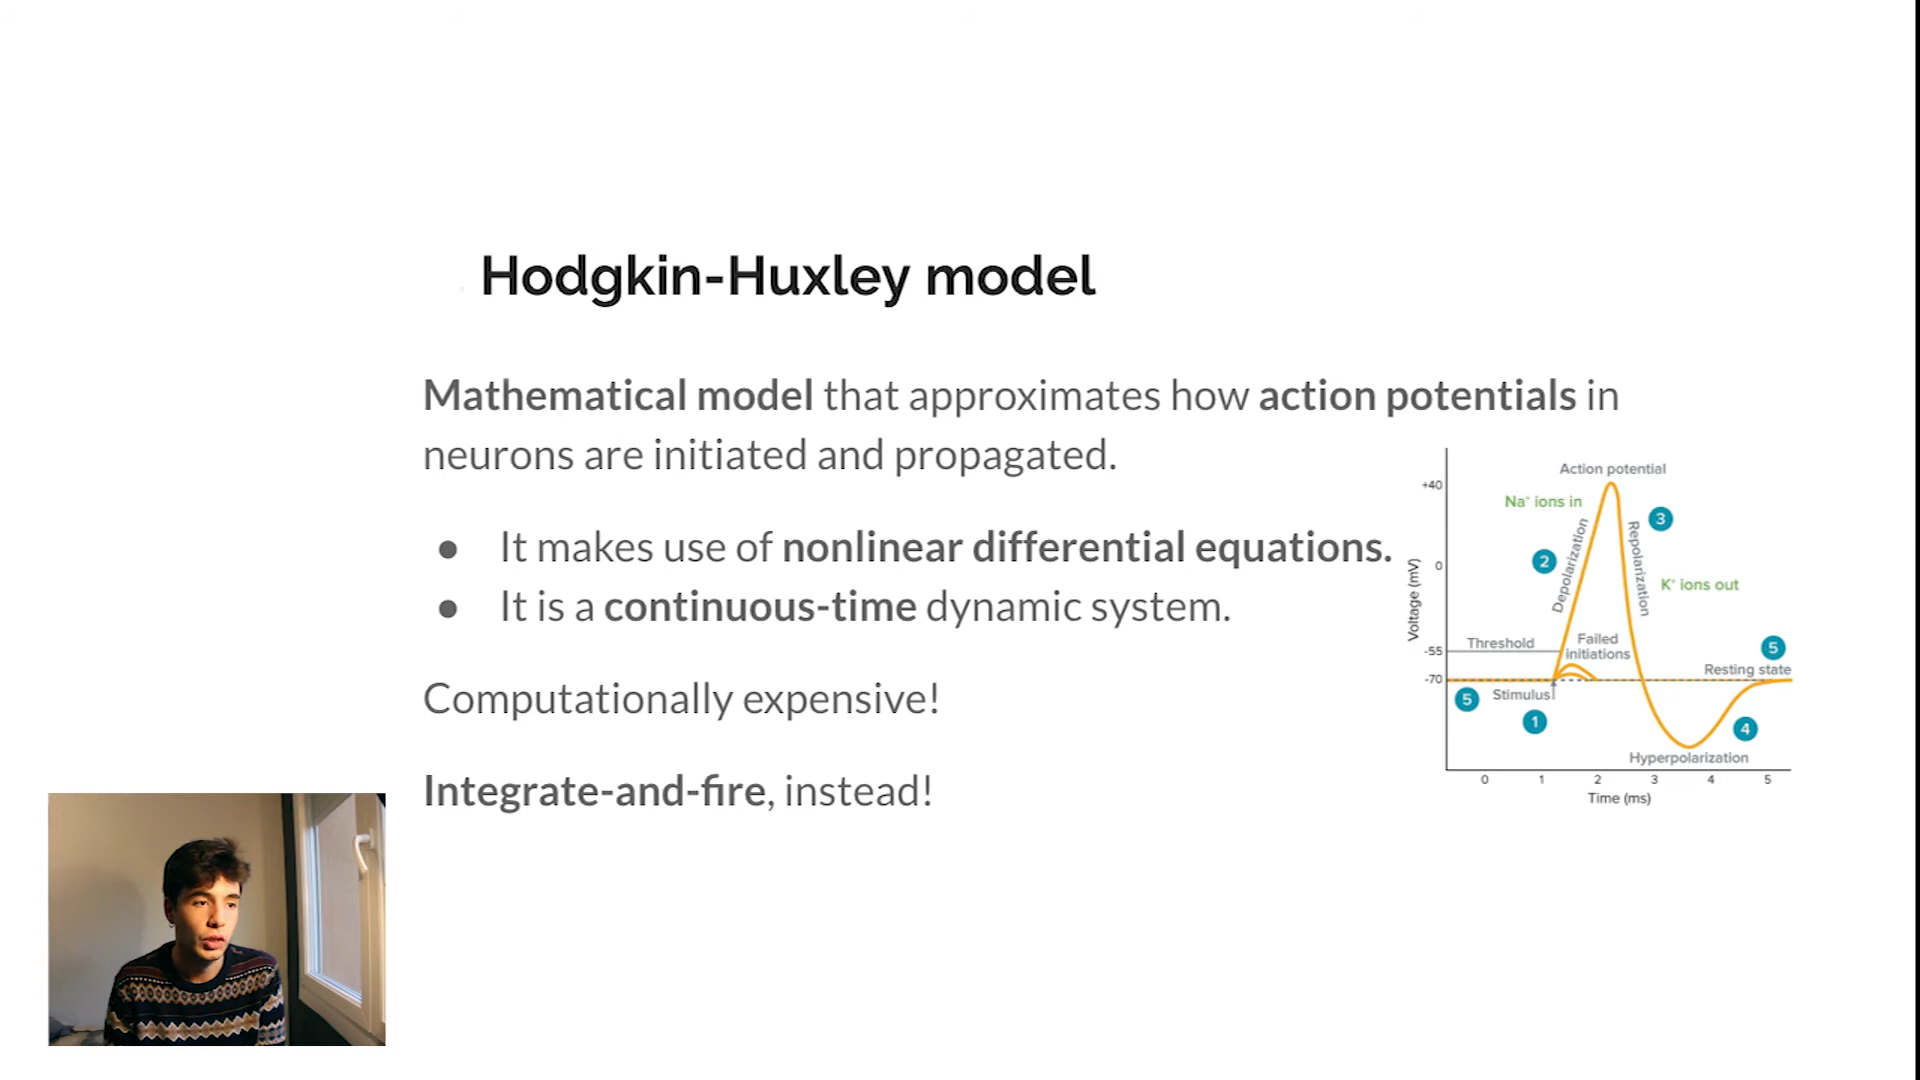 Hodgkin-Huxley model
Mathematical model that approximates how action potentials in
neurons are initiated and propagated.
● It makes use of nonlinear differential equations.
● It is a continuous-time dynamic system.
Computationally expensive!
Integrate-and-fire, instead!
Action potential
+40
Na⁺ ions in
3
Depolarization
Repolarization
2
0
K⁺ ions out
Voltage (mV)
Threshold
Failed
initiations
-55
5
Resting state
-70
5
Stimulus
1
4
Hyperpolarization
0 1 2 3 4 5
Time (ms)